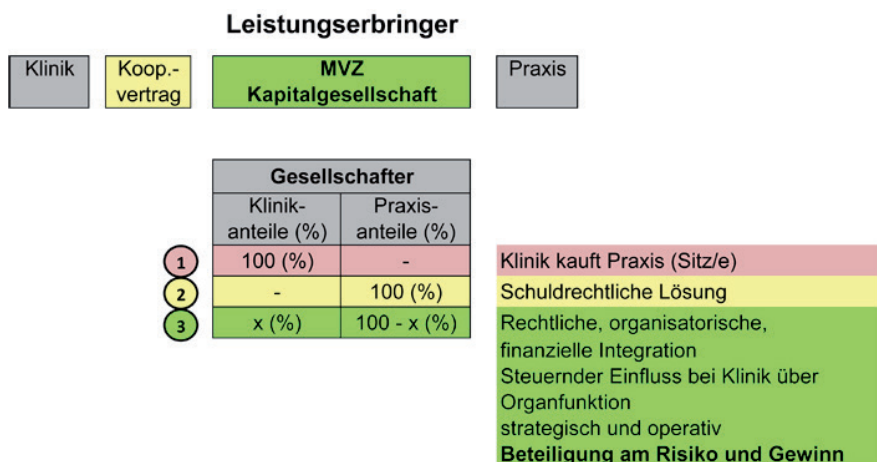 Leistungserbringer
Klinik
Koop.-
vertrag
MVZ
Kapitalgesellschaft
Praxis
Gesellschafter
Klinik-
anteile (%)
Praxis-
anteile (%)
1
100 (%)
-
Klinik kauft Praxis (Sitz/e)
2
-
100 (%)
Schuldrechtliche Lösung
3
x (%)
100 - x (%)
Rechtliche, organisatorische,
finanzielle Integration
Steuernder Einfluss bei Klinik über
Organfunktion
strategisch und operativ
Beteiligung am Risiko und Gewinn